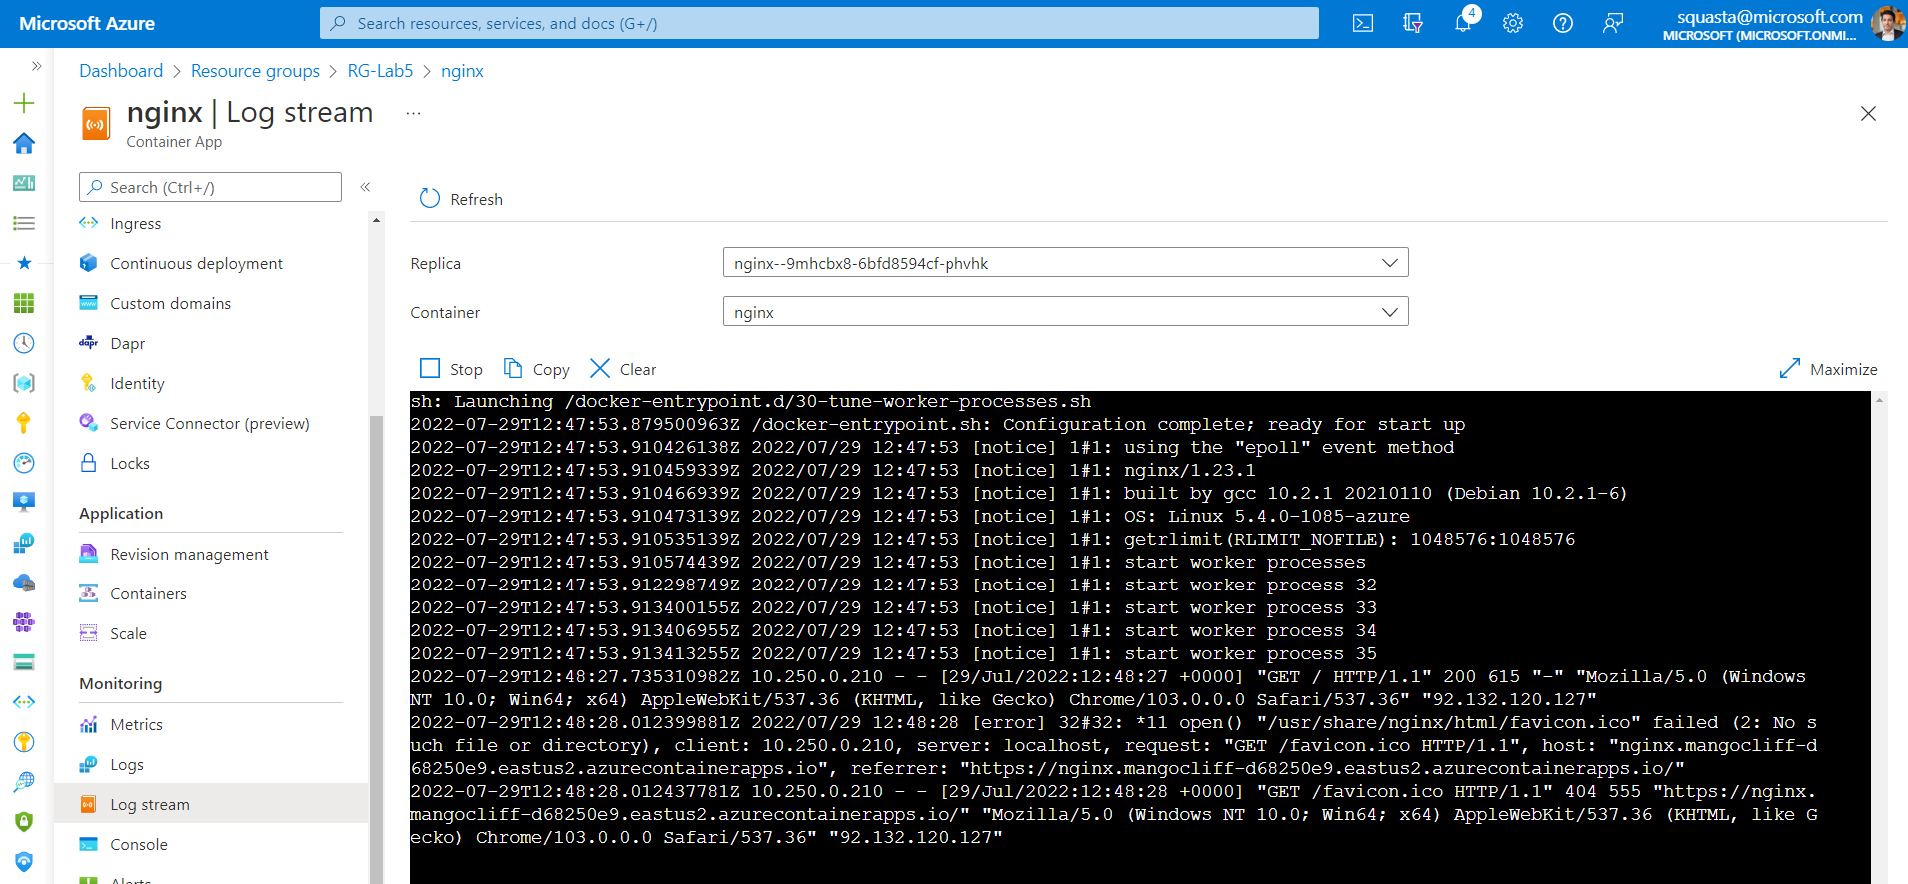 Microsoft Azure
Search resources, services, and docs (G+/)
4
squasta@microsoft.com
MICROSOFT (MICROSOFT.ONMI...
Dashboard > Resource groups > RG-Lab5 > nginx
nginx | Log stream ...
Container App
Search (Ctrl+/)
Ingress
Continuous deployment
Custom domains
Dapr
Identity
Service Connector (preview)
Locks
Application
Revision management
Containers
Scale
Monitoring
Metrics
Logs
Log stream
Console
Alerts
Refresh
Replica
nginx--9mhcbx8-6bfd8594cf-phvhk
Container
nginx
Stop Copy Clear Maximize
sh: Launching /docker-entrypoint.d/30-tune-worker-processes.sh
2022-07-29T12:47:53.879500963Z /docker-entrypoint.sh: Configuration complete; ready for start up
2022-07-29T12:47:53.910426138Z 2022/07/29 12:47:53 [notice] 1#1: using the "epoll" event method
2022-07-29T12:47:53.910459339Z 2022/07/29 12:47:53 [notice] 1#1: nginx/1.23.1
2022-07-29T12:47:53.910466939Z 2022/07/29 12:47:53 [notice] 1#1: built by gcc 10.2.1 20210110 (Debian 10.2.1-6)
2022-07-29T12:47:53.910473139Z 2022/07/29 12:47:53 [notice] 1#1: OS: Linux 5.4.0-1085-azure
2022-07-29T12:47:53.910535139Z 2022/07/29 12:47:53 [notice] 1#1: getrlimit(RLIMIT_NOFILE): 1048576:1048576
2022-07-29T12:47:53.910574439Z 2022/07/29 12:47:53 [notice] 1#1: start worker processes
2022-07-29T12:47:53.912298749Z 2022/07/29 12:47:53 [notice] 1#1: start worker process 32
2022-07-29T12:47:53.913400155Z 2022/07/29 12:47:53 [notice] 1#1: start worker process 33
2022-07-29T12:47:53.913406955Z 2022/07/29 12:47:53 [notice] 1#1: start worker process 34
2022-07-29T12:47:53.913413255Z 2022/07/29 12:47:53 [notice] 1#1: start worker process 35
2022-07-29T12:48:27.735310982Z 10.250.0.210 - - [29/Jul/2022:12:48:27 +0000] "GET / HTTP/1.1" 200 615 "-" "Mozilla/5.0 (Windows
NT 10.0; Win64; x64) AppleWebKit/537.36 (KHTML, like Gecko) Chrome/103.0.0.0 Safari/537.36" "92.132.120.127"
2022-07-29T12:48:28.012399881Z 2022/07/29 12:48:28 [error] 32#32: *11 open() "/usr/share/nginx/html/favicon.ico" failed (2: No s
uch file or directory), client: 10.250.0.210, server: localhost, request: "GET /favicon.ico HTTP/1.1", host: "nginx.mangocliff-d
68250e9.eastus2.azurecontainerapps.io", referrer: "https://nginx.mangocliff-d68250e9.eastus2.azurecontainerapps.io/"
2022-07-29T12:48:28.012437781Z 10.250.0.210 - - [29/Jul/2022:12:48:28 +0000] "GET /favicon.ico HTTP/1.1" 404 555 "https://nginx.
mangocliff-d68250e9.eastus2.azurecontainerapps.io/" "Mozilla/5.0 (Windows NT 10.0; Win64; x64) AppleWebKit/537.36 (KHTML, like G
ecko) Chrome/103.0.0.0 Safari/537.36" "92.132.120.127"